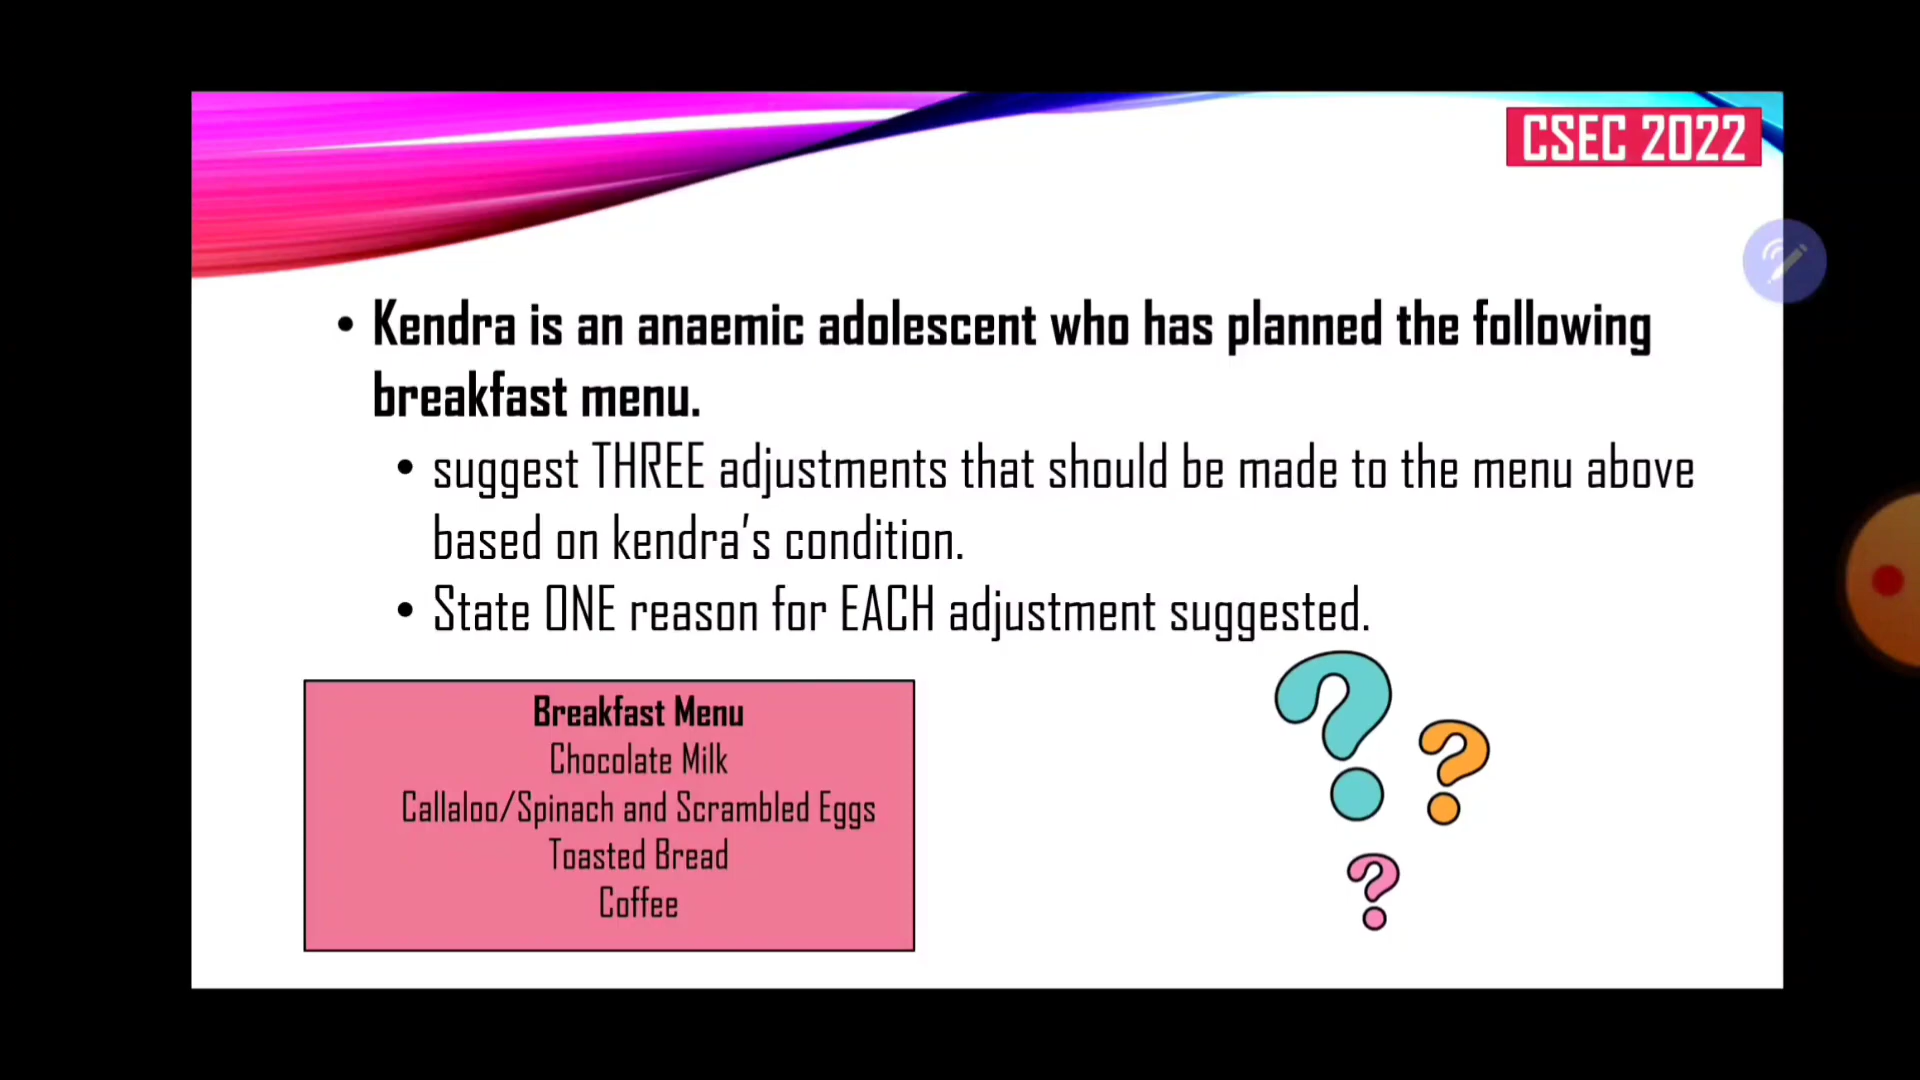 CSEC 2022
• Kendra is an anaemic adolescent who has planned the following
breakfast menu.
• suggest THREE adjustments that should be made to the menu above
based on kendra's condition.
• State ONE reason for EACH adjustment suggested.
Breakfast Menu
Chocolate Milk
Callaloo/Spinach and Scrambled Eggs
Toasted Bread
Coffee